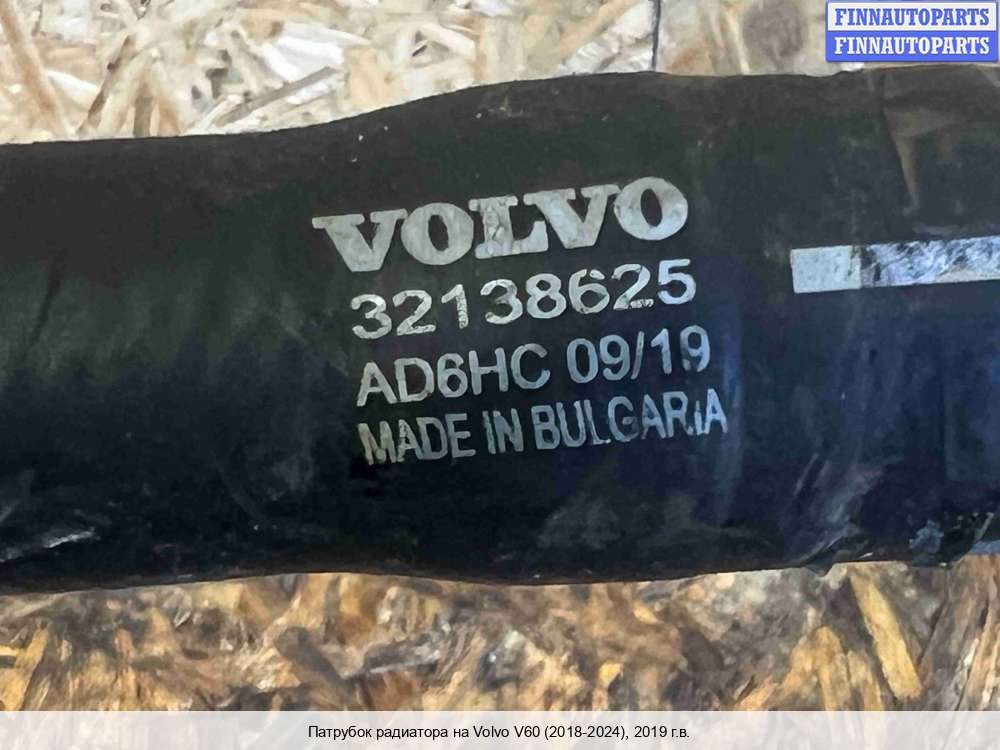 FINNAUTOPARTS
FINNAUTOPARTS
VOLVO
32138625
AD6HC 09/19
MADE IN BULGARIA
Патрубок радиатора на Volvo V60 (2018-2024), 2019 г.в.